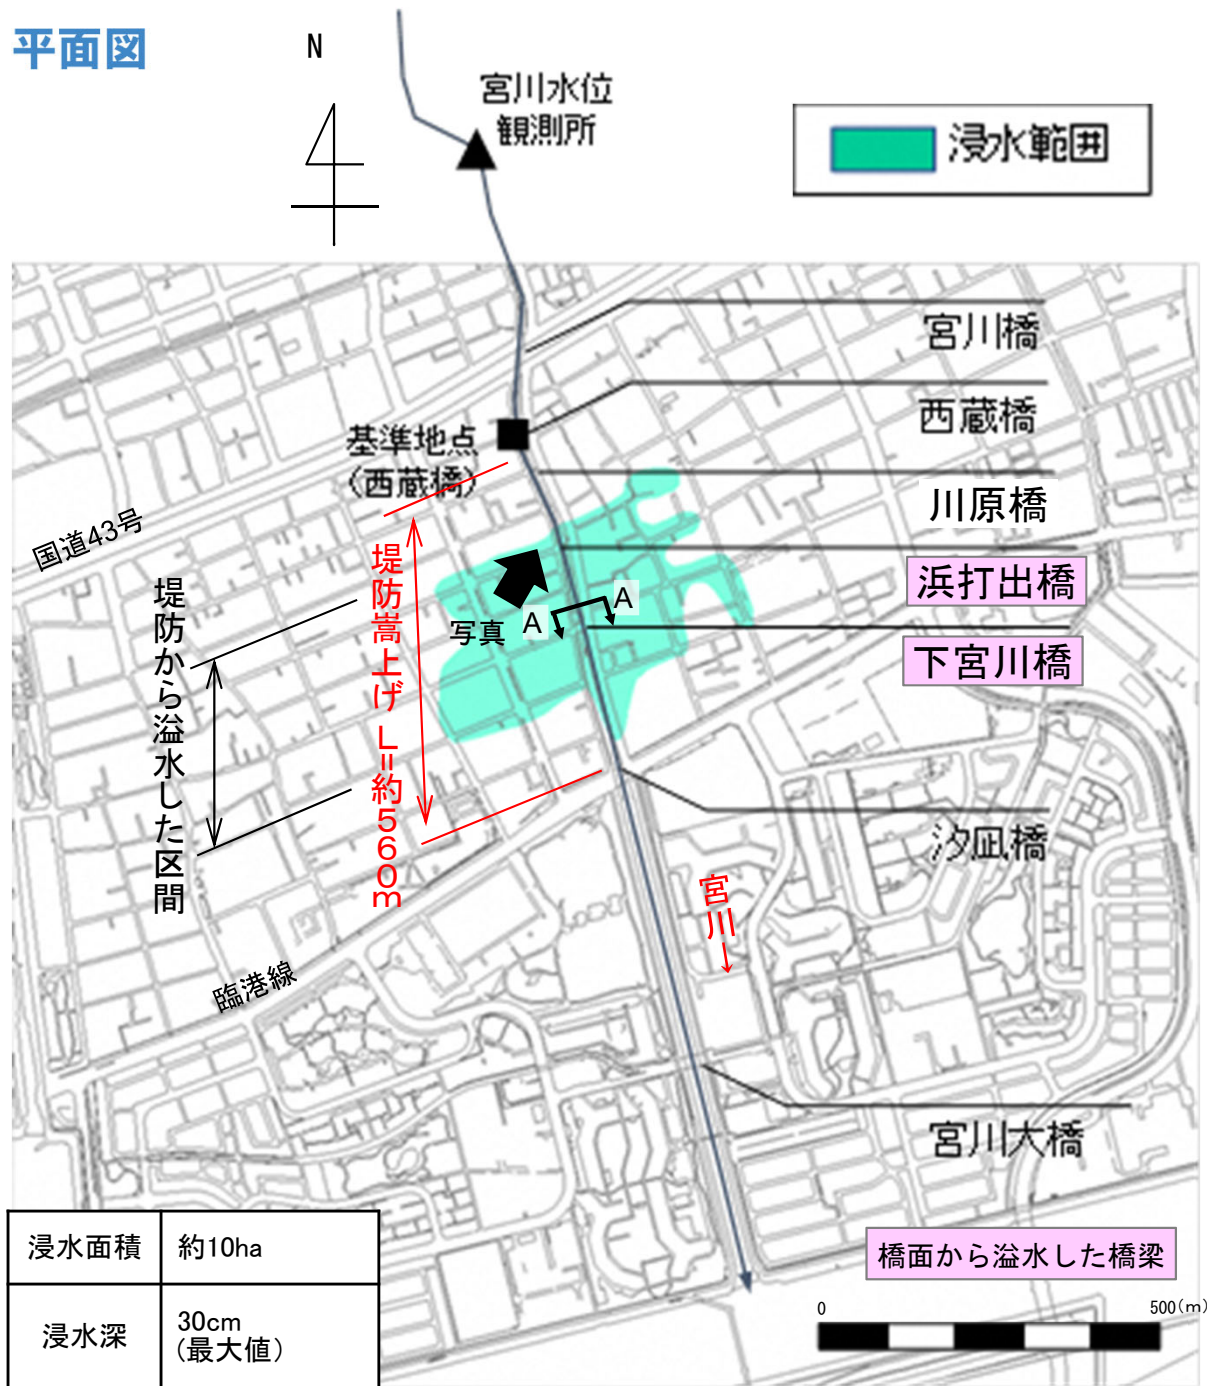 平面図
N
宮川水位
観測所
浸水範囲
宮川橋
西蔵橋
基準地点
（西蔵橋）
川原橋
国道43号
浜打出橋
堤防嵩上げ L=約560m
堤防から溢水した区間
写真
A
A
下宮川橋
汐凪橋
宮川
臨港線
宮川大橋
浸水面積 約10ha
浸水深 30cm
（最大値）
橋面から溢水した橋梁
0 500(m)